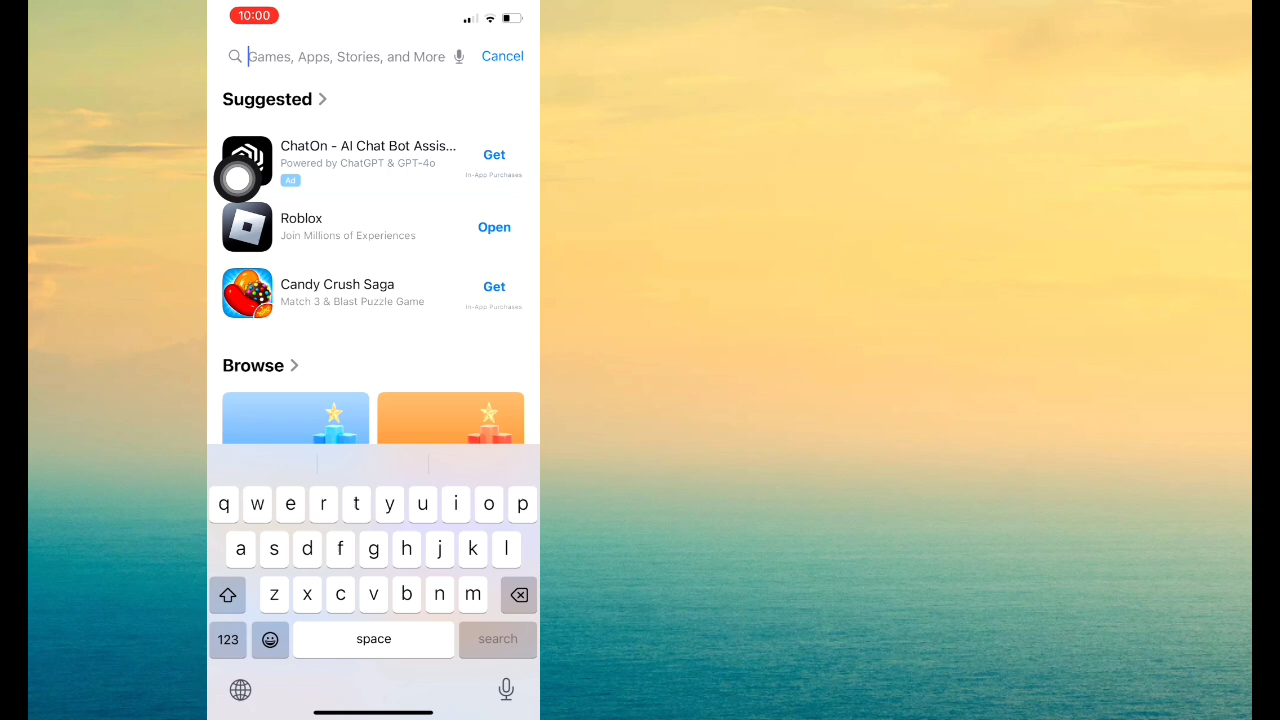 10:00
Games, Apps, Stories, and More
Cancel
Suggested
ChatOn - AI Chat Bot Assis...
Powered by ChatGPT & GPT-4o
Ad
Get
In-App Purchases
Roblox
Join Millions of Experiences
Open
Candy Crush Saga
Match 3 & Blast Puzzle Game
Get
In-App Purchases
Browse
q w e r t y u i o p
a s d f g h j k l
z x c v b n m
123 space search